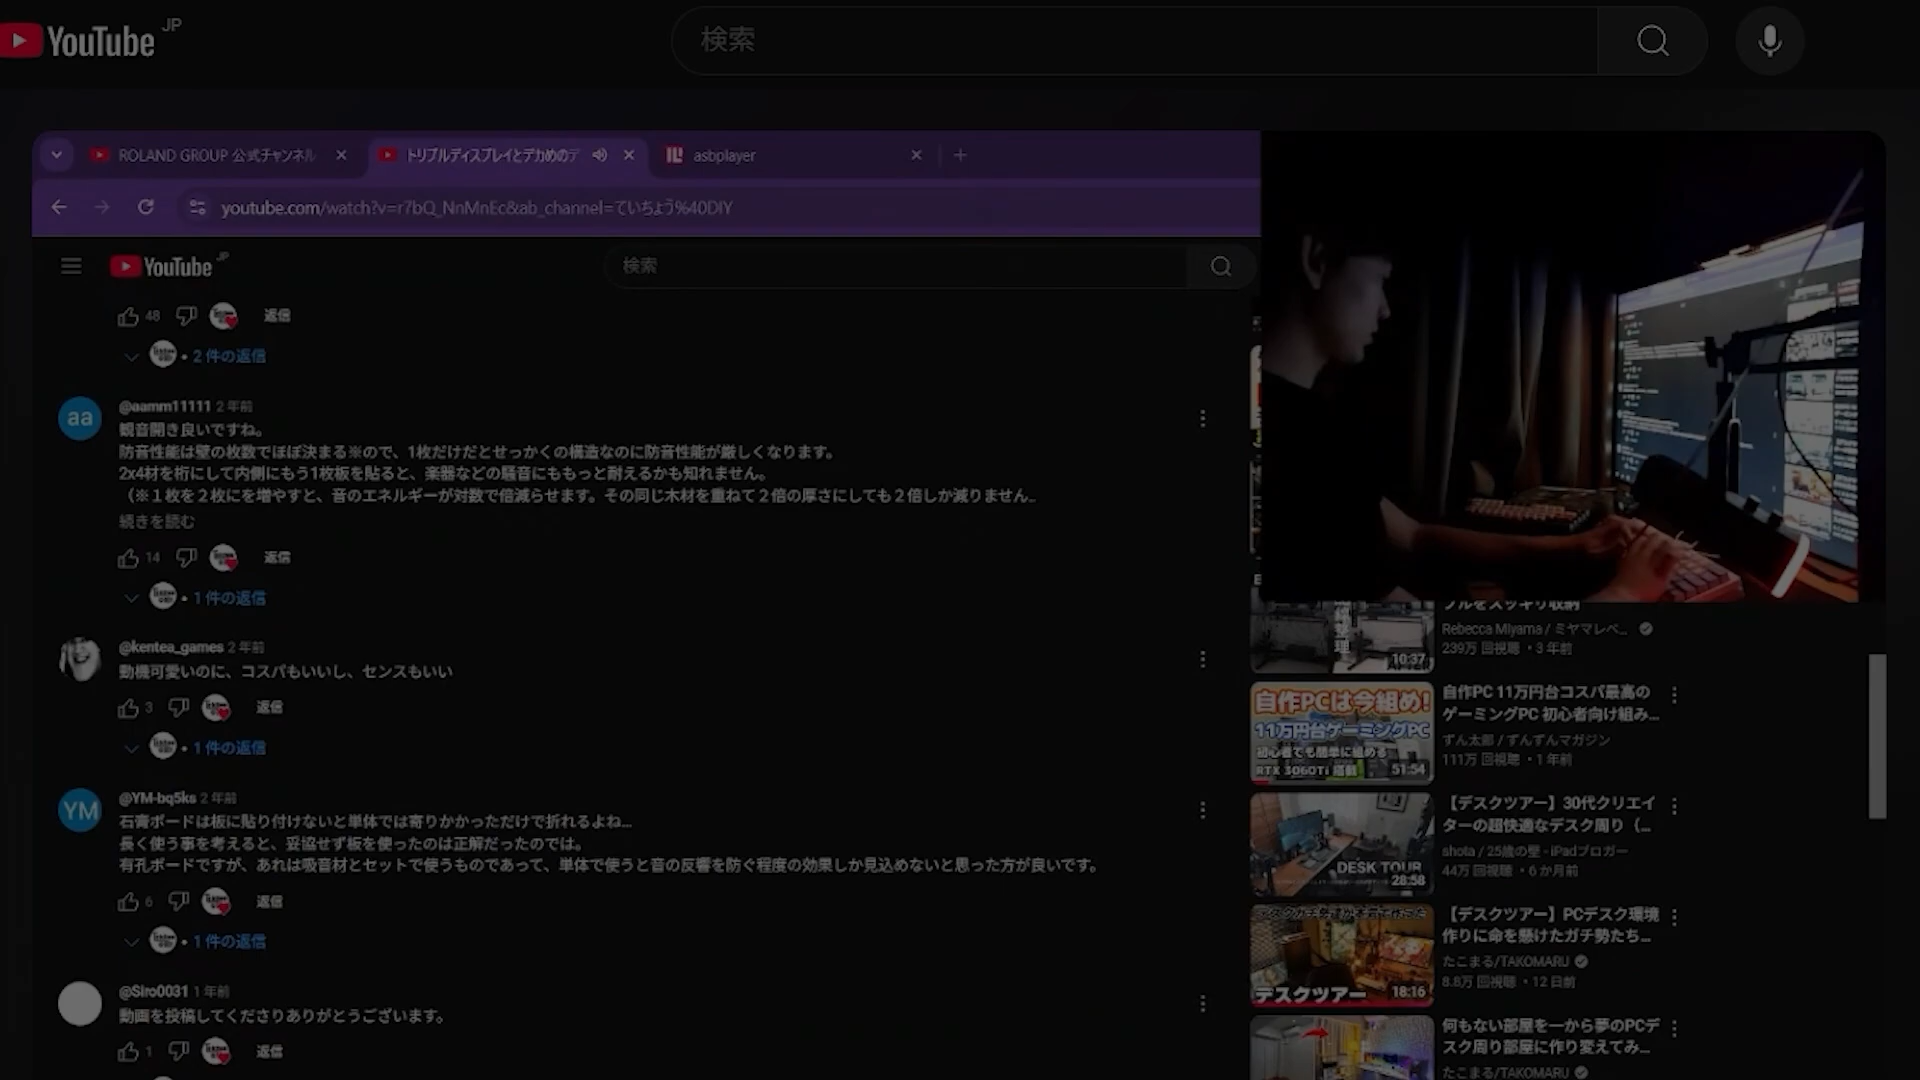 YouTube JP
検索
ROLAND GROUP 公式チャンネル
トリプルディスプレイとデカめのデ
asbplayer
youtube.com/watch?v=r7bQ_NnMnEc&ab_channel=ていちょう%40DIY
YouTube JP
検索
48
返信
2 件の返信
aa
@aamm11111 2 年前
観音開き良いですね。
防音性能は壁の枚数でほぼ決まる※ので、1枚だけだとせっかくの構造なのに防音性能が厳しくなります。
2x4材を桁にして内側にもう1枚板を貼ると、楽器などの騒音にももっと耐えるかも知れません。
（※１枚を２枚にを増やすと、音のエネルギーが対数で倍減らせます。その同じ木材を重ねて２倍の厚さにしても２倍しか減りません..
続きを読む
14
返信
1 件の返信
@kentea_games 2 年前
動機可愛いのに、コスパもいいし、センスもいい
3
返信
1 件の返信
YM
@YM-bq5ks 2 年前
石膏ボードは板に貼り付けないと単体では寄りかかっただけで折れるよね...
長く使う事を考えると、妥協せず板を使ったのは正解だったのでは。
有孔ボードですが、あれは吸音材とセットで使うものであって、単体で使うと音の反響を防ぐ程度の効果しか見込めないと思った方が良いです。
6
返信
1 件の返信
@Siro0031 1 年前
動画を投稿してくださりありがとうございます。
1
返信
整理
10:37
ブルをスッキリ収納
Rebecca Miyama / ミヤマレベ...
239万 回視聴 ・3 年前
自作PCは今組め!
11万円台ゲーミングPC
初心者でも簡単に組める
RTX 3060Ti 搭載
51:54
自作PC 11万円台コスパ最高の
ゲーミングPC 初心者向け組み...
ずん太郎 / ずんずんマガジン
111万 回視聴 ・1 年前
DESK TOUR
28:58
【デスクツアー】30代クリエイ
ターの超快適なデスク周り（...
shota / 25歳の壁 - iPadブロガー
44万 回視聴 ・6 か月前
デスクツアー
18:16
【デスクツアー】PCデスク環境
作りに命を懸けたガチ勢たち...
たこまる/TAKOMARU
8.8万 回視聴 ・12 日前
何もない部屋を一から夢のPCデ
スク周り部屋に作り変えてみ...
たこまる/TAKOMARU